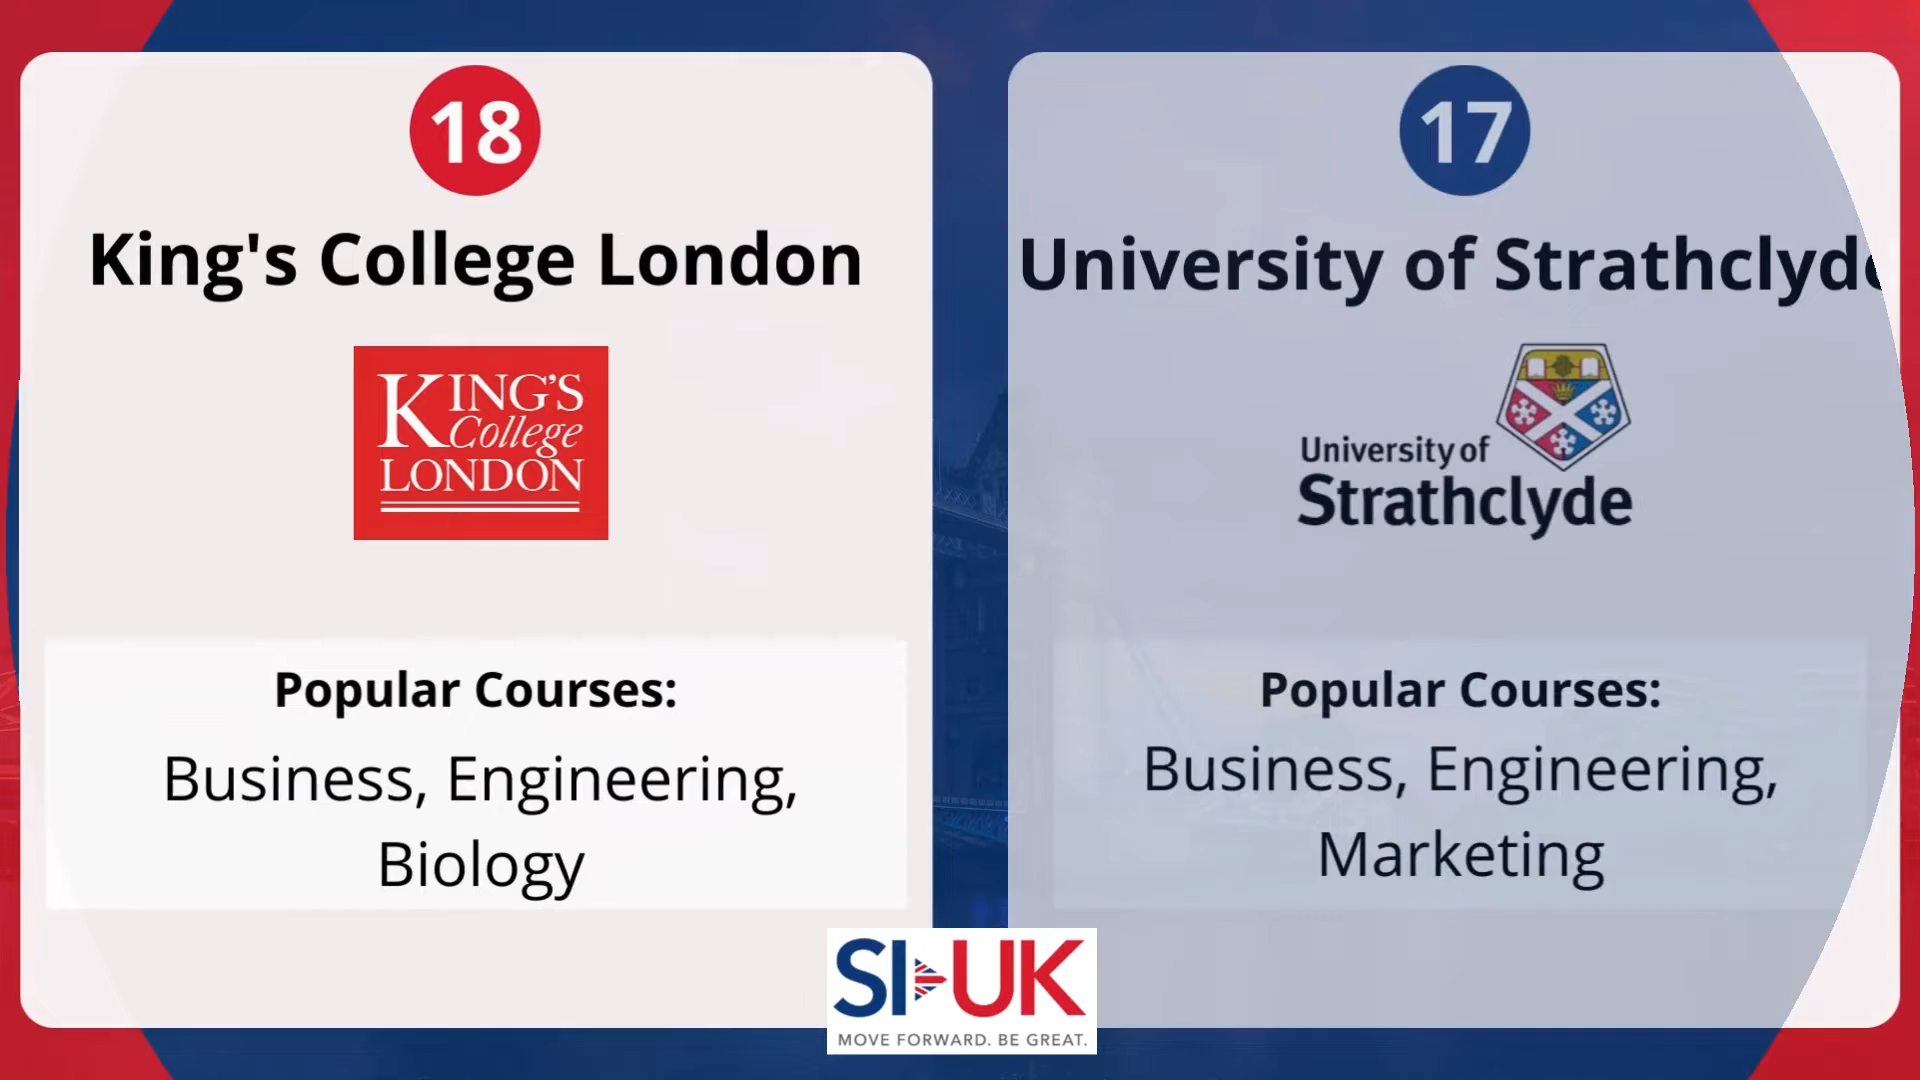 18
King's College London
KING'S
College
LONDON
Popular Courses:
Business, Engineering,
Biology
17
University of Strathclyde
University of
Strathclyde
Popular Courses:
Business, Engineering,
Marketing
SI UK
MOVE FORWARD. BE GREAT.